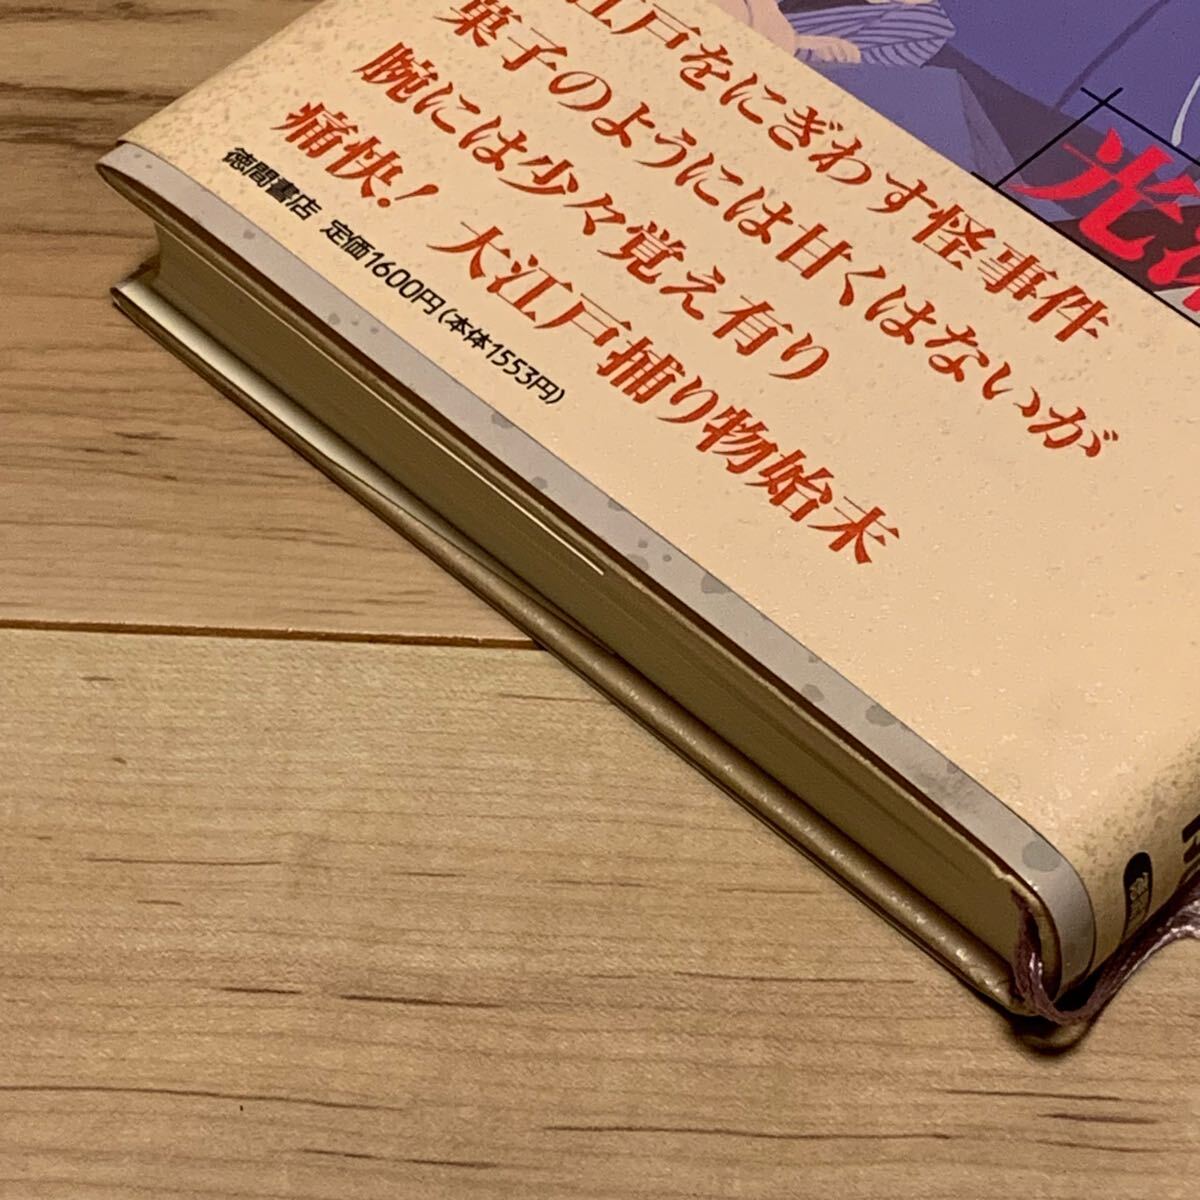 江戸をにぎわす怪事件
菓子のようには甘くはないが
腕には少々覚え有り
痛快！ 大江戸捕り物始末
徳間書店 定価1600円(本体1553円)
光